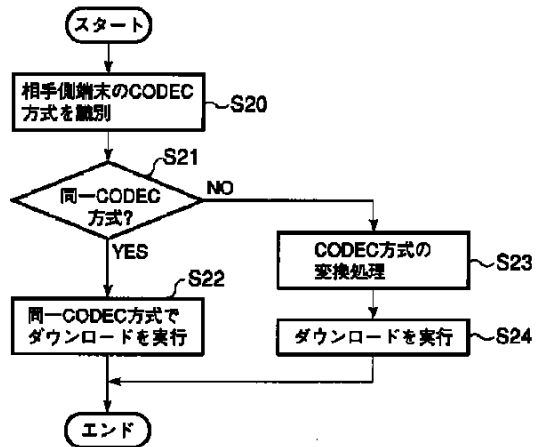 スタート
相手側端末のCODEC
方式を識別
S20
S21
同一CODEC
方式?
NO
YES
S22
同一CODEC方式で
ダウンロードを実行
CODEC方式の
変換処理
S23
ダウンロードを実行
S24
エンド